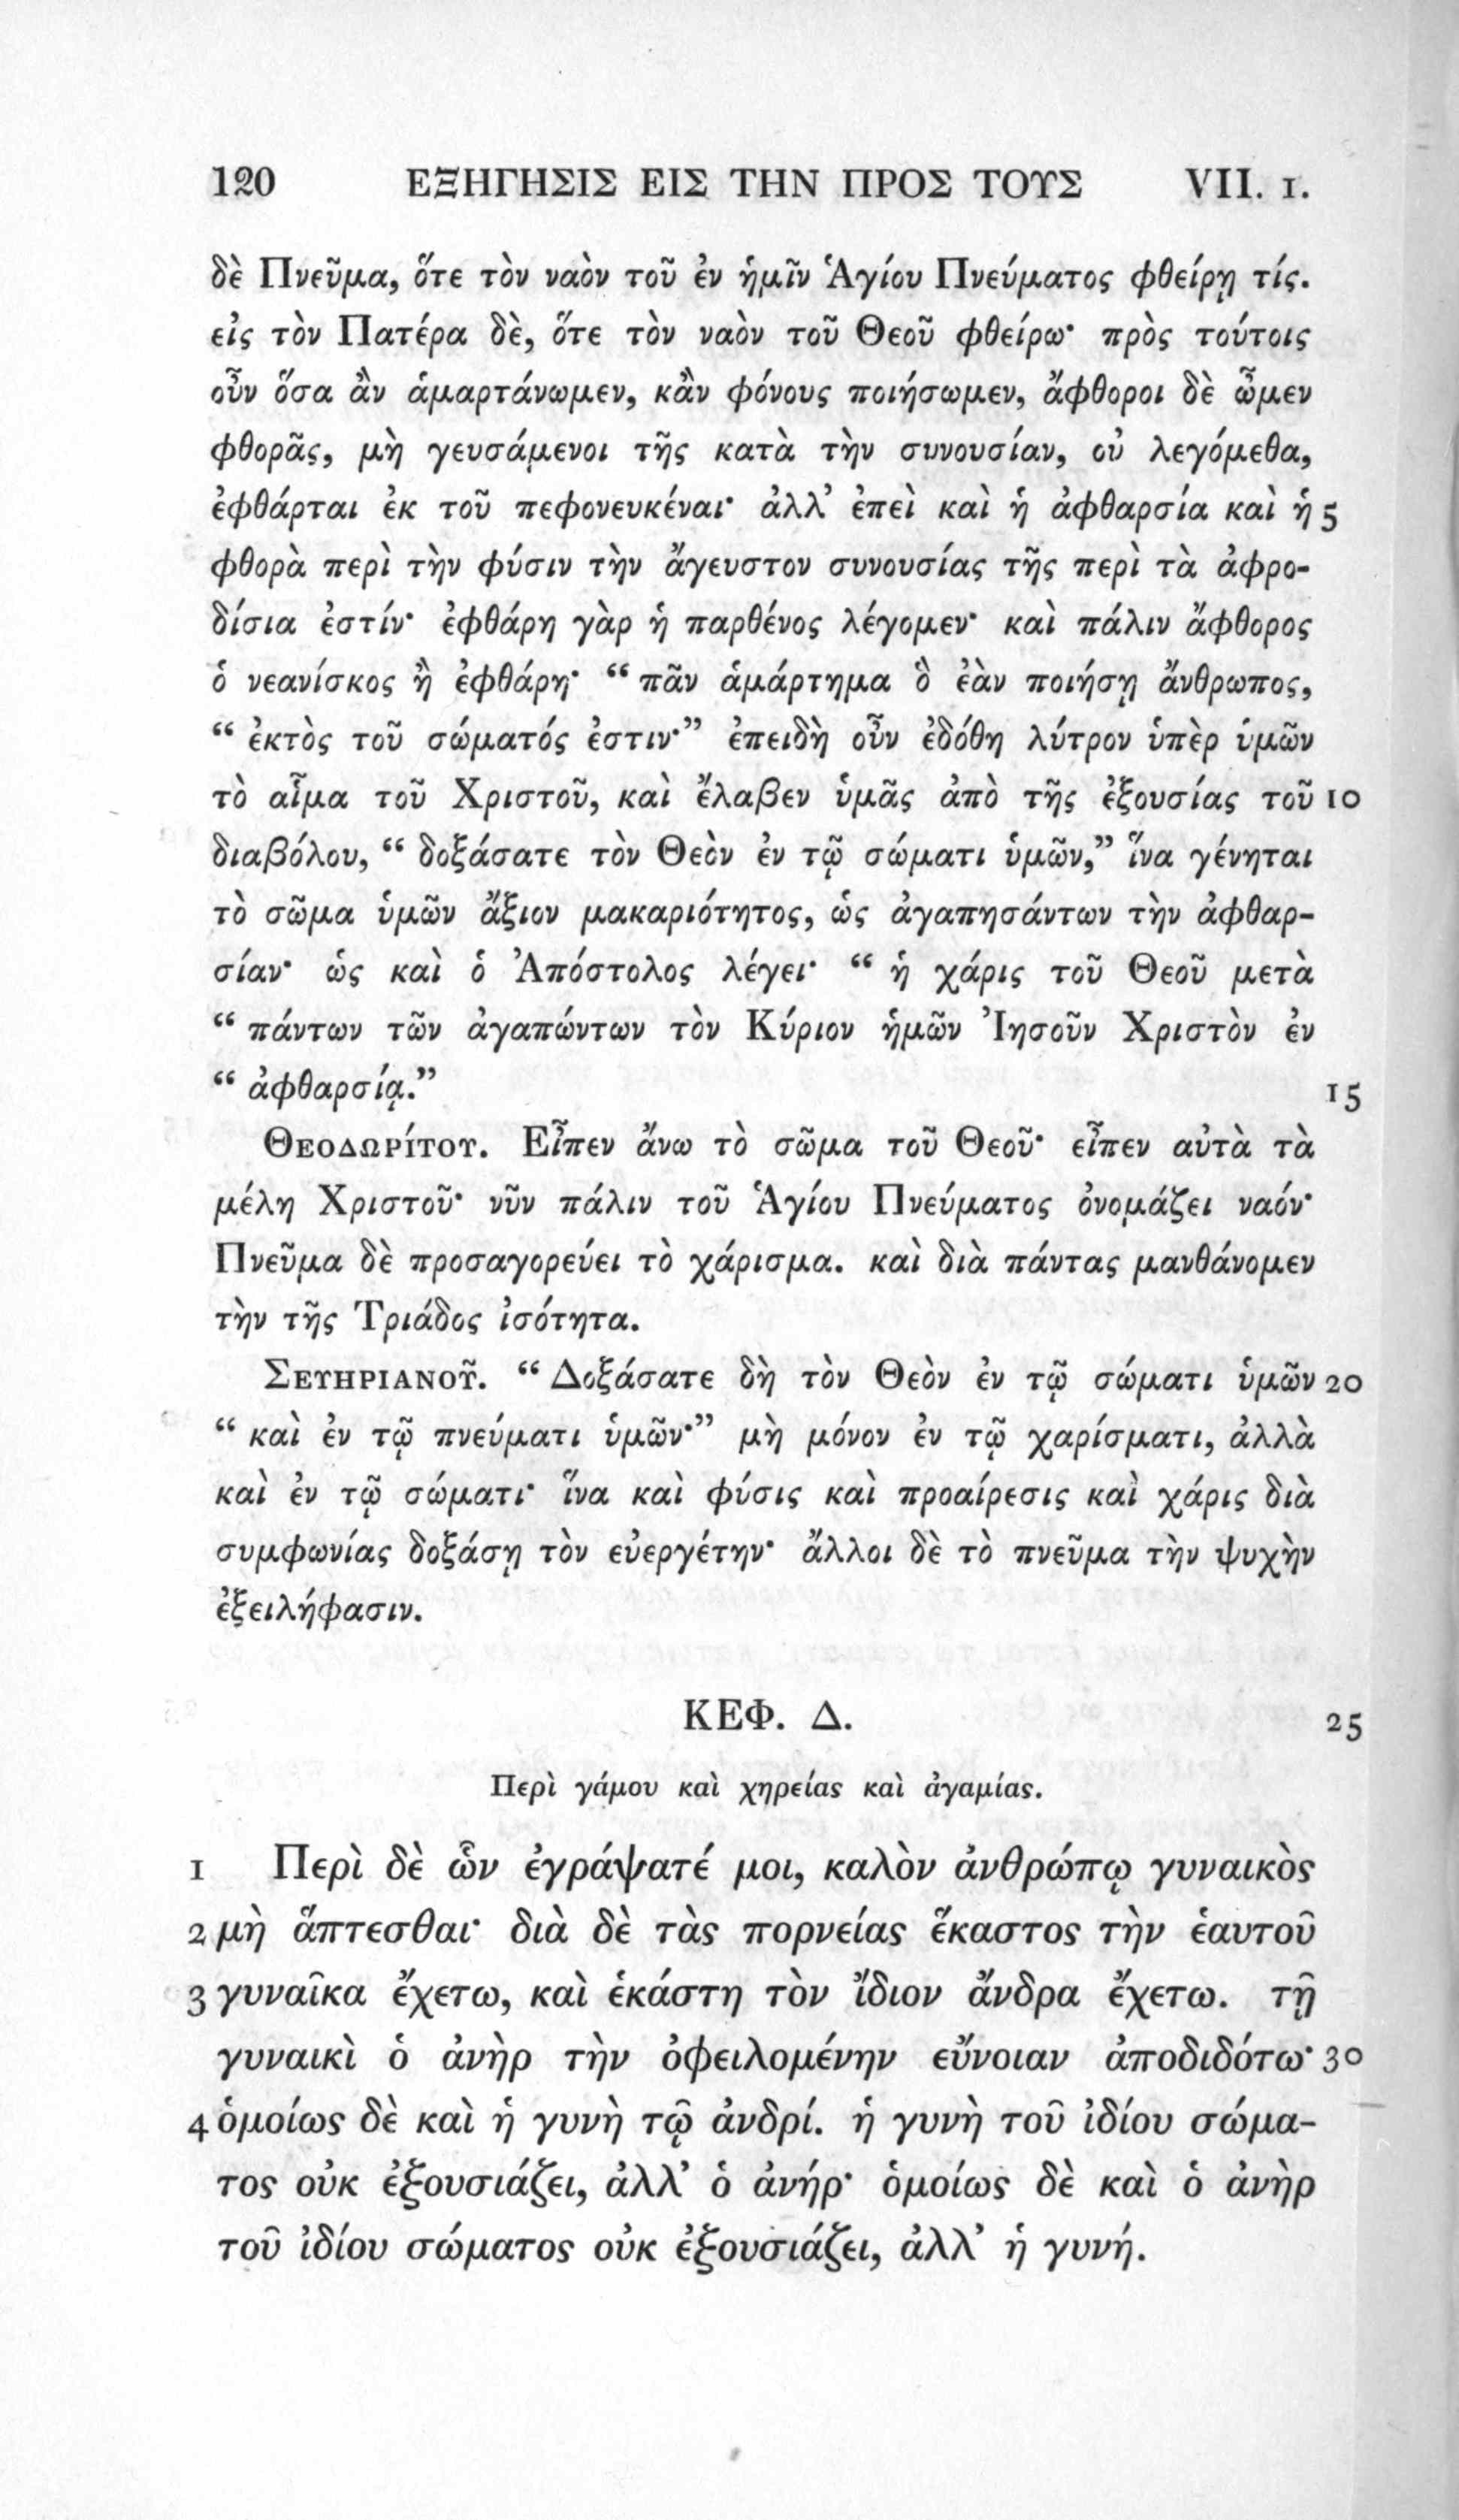 120 ΕΞΗΓΗΣΙΣ ΕΙΣ ΤΗΝ ΠΡΟΣ ΤΟΥΣ VII. 1.
δὲ Πνεῦμα, ὅτε τὸν ναὸν τοῦ ἐν ἡμῖν Ἁγίου Πνεύματος φθείρῃ τίς.
εἰς τὸν Πατέρα δὲ, ὅτε τὸν ναὸν τοῦ Θεοῦ φθείρω· πρὸς τούτοις
οὖν ὅσα ἂν ἁμαρτάνωμεν, κἂν φόνους ποιήσωμεν, ἄφθοροι δὲ ὦμεν
φθορᾶς, μὴ γευσάμενοι τῆς κατὰ τὴν συνουσίαν, οὐ λεγόμεθα,
ἐφθάρται ἐκ τοῦ πεφονευκέναι· ἀλλ’ ἐπεὶ καὶ ἡ ἀφθαρσία καὶ ἡ 5
φθορὰ περὶ τὴν φύσιν τὴν ἄγευστον συνουσίας τῆς περὶ τὰ ἀφρο-
δίσια ἐστίν· ἐφθάρη γὰρ ἡ παρθένος λέγομεν· καὶ πάλιν ἄφθορος
ὁ νεανίσκος ἢ ἐφθάρη· “ πᾶν ἁμάρτημα ὃ ἐὰν ποιήσῃ ἄνθρωπος,
“ ἐκτὸς τοῦ σώματός ἐστιν·” ἐπειδὴ οὖν ἐδόθη λύτρον ὑπὲρ ὑμῶν
τὸ αἷμα τοῦ Χριστοῦ, καὶ ἔλαβεν ὑμᾶς ἀπὸ τῆς ἐξουσίας τοῦ 10
διαβόλου, “ δοξάσατε τὸν Θεὸν ἐν τῷ σώματι ὑμῶν,” ἵνα γένηται
τὸ σῶμα ὑμῶν ἄξιον μακαριότητος, ὡς ἀγαπησάντων τὴν ἀφθαρ-
σίαν· ὡς καὶ ὁ Ἀπόστολος λέγει· “ ἡ χάρις τοῦ Θεοῦ μετὰ
“ πάντων τῶν ἀγαπώντων τὸν Κύριον ἡμῶν Ἰησοῦν Χριστὸν ἐν
“ ἀφθαρσίᾳ.” 15
ΘΕΟΔΩΡΊΤΟΥ. Εἶπεν ἄνω τὸ σῶμα τοῦ Θεοῦ· εἶπεν αὐτὰ τὰ
μέλη Χριστοῦ· νῦν πάλιν τοῦ Ἁγίου Πνεύματος ὀνομάζει ναόν·
Πνεῦμα δὲ προσαγορεύει τὸ χάρισμα. καὶ διὰ πάντας μανθάνομεν
τὴν τῆς Τριάδος ἰσότητα.
ΣΕΥΗΡΙΑΝΟΥ͂. “ Δοξάσατε δὴ τὸν Θεὸν ἐν τῷ σώματι ὑμῶν 20
“ καὶ ἐν τῷ πνεύματι ὑμῶν·” μὴ μόνον ἐν τῷ χαρίσματι, ἀλλὰ
καὶ ἐν τῷ σώματι· ἵνα καὶ φύσις καὶ προαίρεσις καὶ χάρις διὰ
συμφωνίας δοξάσῃ τὸν εὐεργέτην· ἄλλοι δὲ τὸ πνεῦμα τὴν ψυχὴν
ἐξειλήφασιν.
ΚΕΦ. Δ. 25
Περὶ γάμου καὶ χηρείας καὶ ἀγαμίας.
1 Περὶ δὲ ὧν ἐγράψατέ μοι, καλὸν ἀνθρώπῳ γυναικὸς
2 μὴ ἅπτεσθαι· διὰ δὲ τὰς πορνείας ἕκαστος τὴν ἑαυτοῦ
3 γυναῖκα ἔχετω, καὶ ἑκάστη τὸν ἴδιον ἄνδρα ἔχετω. τῇ
γυναικὶ ὁ ἀνὴρ τὴν ὀφειλομένην εὔνοιαν ἀποδιδότω· 30
4 ὁμοίως δὲ καὶ ἡ γυνὴ τῷ ἀνδρί. ἡ γυνὴ τοῦ ἰδίου σώμα-
τος οὐκ ἐξουσιάζει, ἀλλ’ ὁ ἀνήρ· ὁμοίως δὲ καὶ ὁ ἀνὴρ
τοῦ ἰδίου σώματος οὐκ ἐξουσιάζει, ἀλλ’ ἡ γυνή.